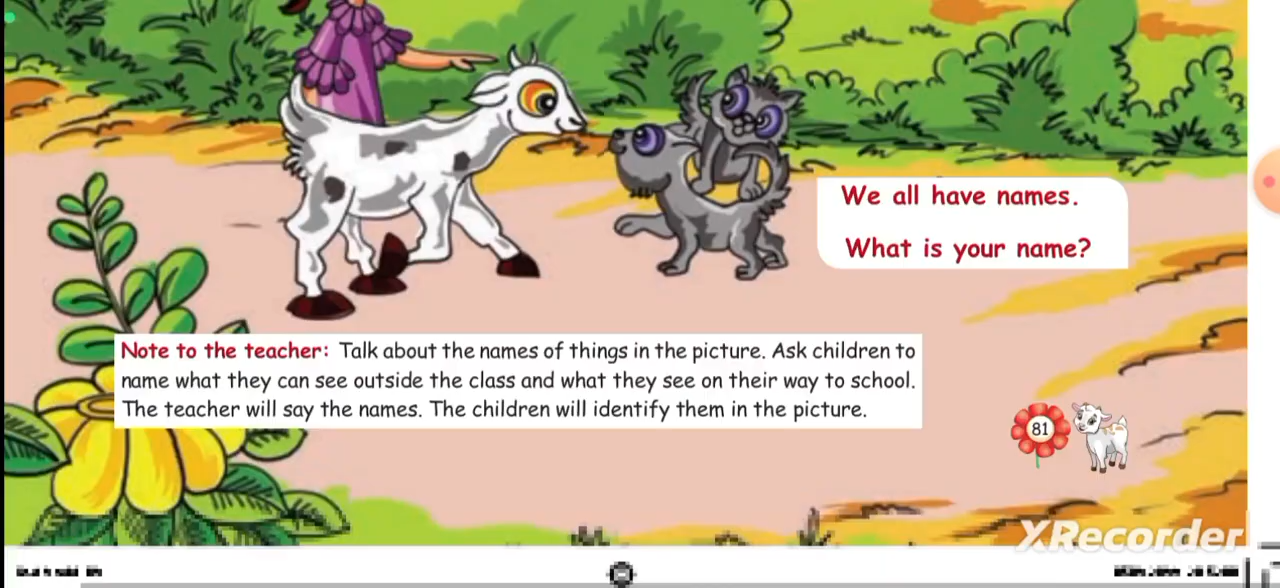 We all have names.
What is your name?
Note to the teacher: Talk about the names of things in the picture. Ask children to
name what they can see outside the class and what they see on their way to school.
The teacher will say the names. The children will identify them in the picture.
81
XRecorder